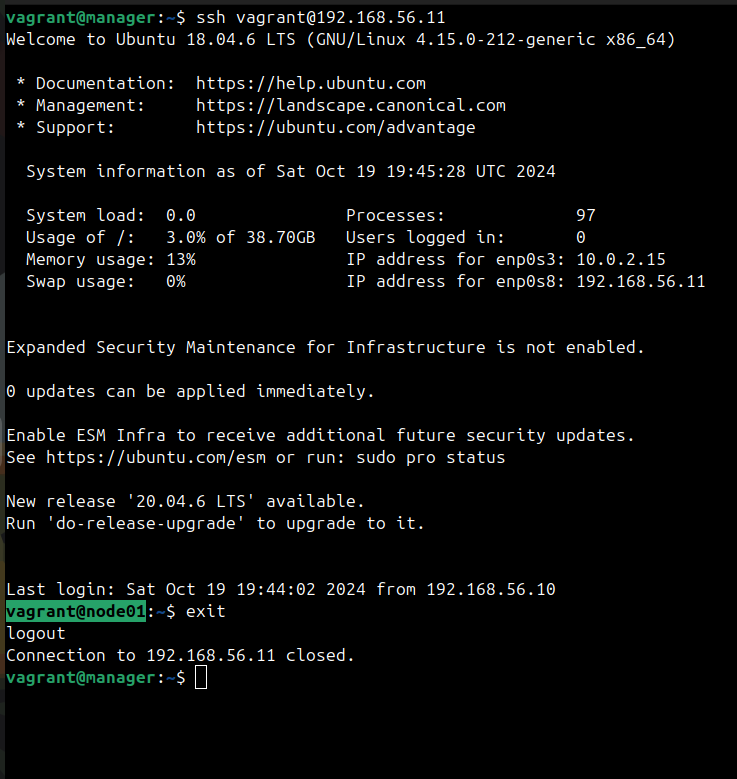 vagrant@manager:~$ ssh vagrant@192.168.56.11
Welcome to Ubuntu 18.04.6 LTS (GNU/Linux 4.15.0-212-generic x86_64)

 * Documentation:  https://help.ubuntu.com
 * Management:     https://landscape.canonical.com
 * Support:        https://ubuntu.com/advantage

  System information as of Sat Oct 19 19:45:28 UTC 2024

  System load:  0.0               Processes:             97
  Usage of /:   3.0% of 38.70GB   Users logged in:       0
  Memory usage: 13%               IP address for enp0s3: 10.0.2.15
  Swap usage:   0%                IP address for enp0s8: 192.168.56.11


Expanded Security Maintenance for Infrastructure is not enabled.

0 updates can be applied immediately.

Enable ESM Infra to receive additional future security updates.
See https://ubuntu.com/esm or run: sudo pro status

New release '20.04.6 LTS' available.
Run 'do-release-upgrade' to upgrade to it.


Last login: Sat Oct 19 19:44:02 2024 from 192.168.56.10
vagrant@node01:~$ exit
logout
Connection to 192.168.56.11 closed.
vagrant@manager:~$